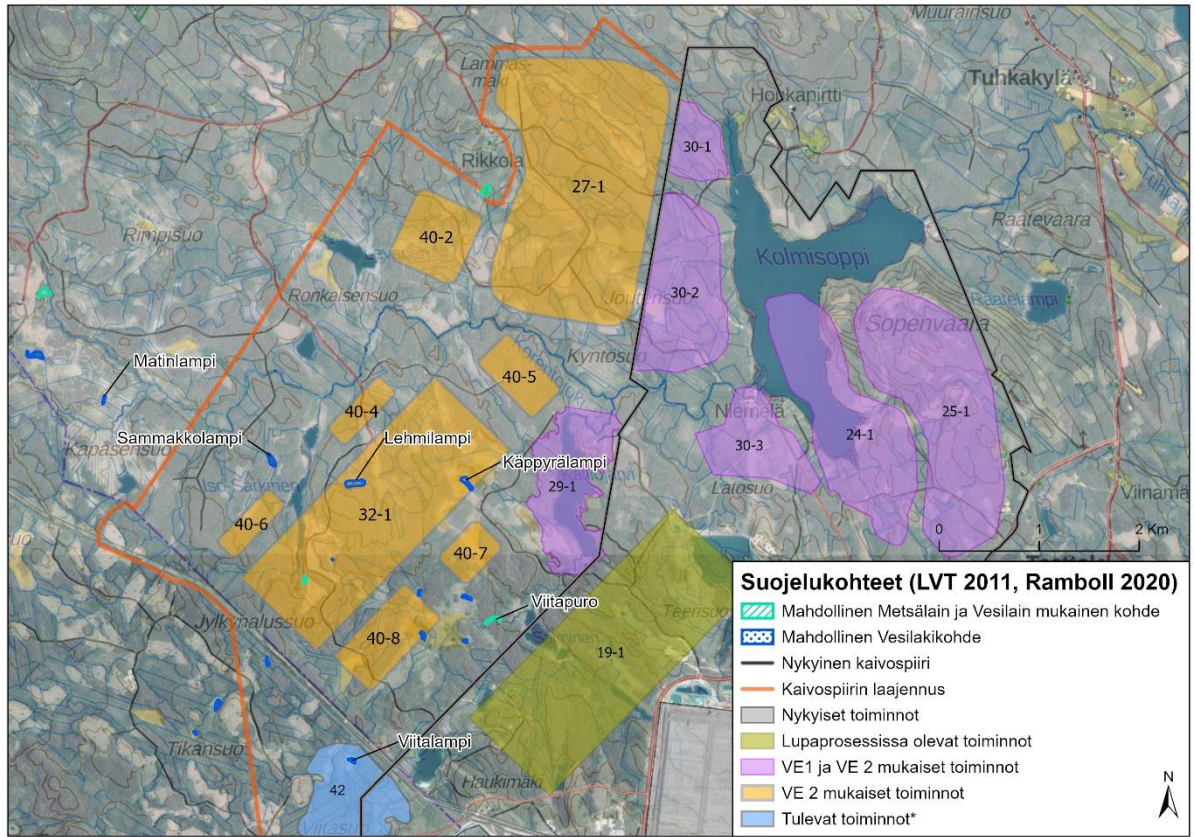 Muurainsuo
Lammas-
mäki
Tuhkakylä
Honkapirtti
30-1
Rikkola
27-1
Rimpisuo
40-2
Raatevaara
Kolmisoppi
Ronkaisensuo
Joutensuo
30-2
Raatelampi
Sopenvaara
Kyntösuo
Matinlampi
40-5
40-4
Niemelä
25-1
Sammakkolampi
Lehmilampi
Käppyrälampi
30-3
24-1
Kapasensuo
Iso-Särkinen
29-1
Latosuo
Viinamä
32-1
40-6
40-7
0 1 2 Km
Viitapuro
Teerisuo
Jylkynalussuo
40-8
19-1
Tikansuo
Viitalampi
Haukimäki
42
Viitasuo
Suojelukohteet (LVT 2011, Ramboll 2020)
Mahdollinen Metsälain ja Vesilain mukainen kohde
Mahdollinen Vesilakikohde
Nykyinen kaivospiiri
Kaivospiirin laajennus
Nykyiset toiminnot
Lupaprosessissa olevat toiminnot
VE1 ja VE 2 mukaiset toiminnot
VE 2 mukaiset toiminnot
Tulevat toiminnot*
N